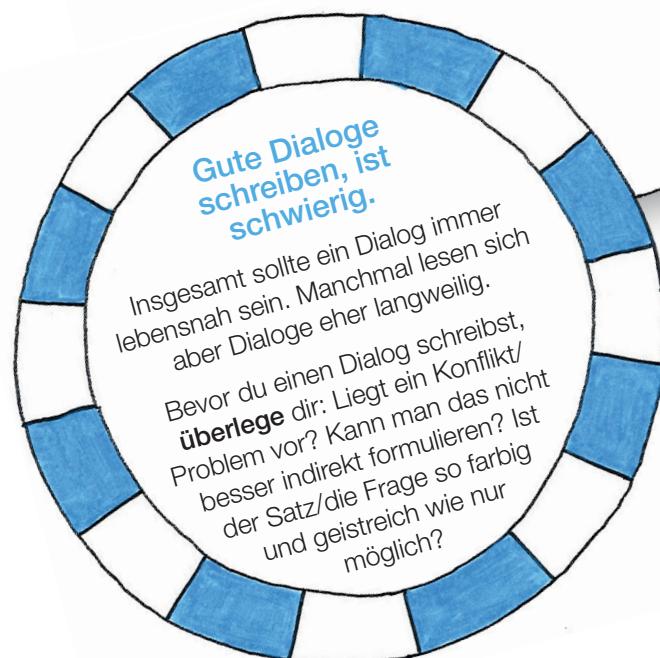 Gute Dialoge
schreiben, ist
schwierig.
Insgesamt sollte ein Dialog immer
lebensnah sein. Manchmal lesen sich
aber Dialoge eher langweilig.
Bevor du einen Dialog schreibst,
überlege dir: Liegt ein Konflikt/
Problem vor? Kann man das nicht
besser indirekt formulieren? Ist
der Satz/die Frage so farbig
und geistreich wie nur
möglich?